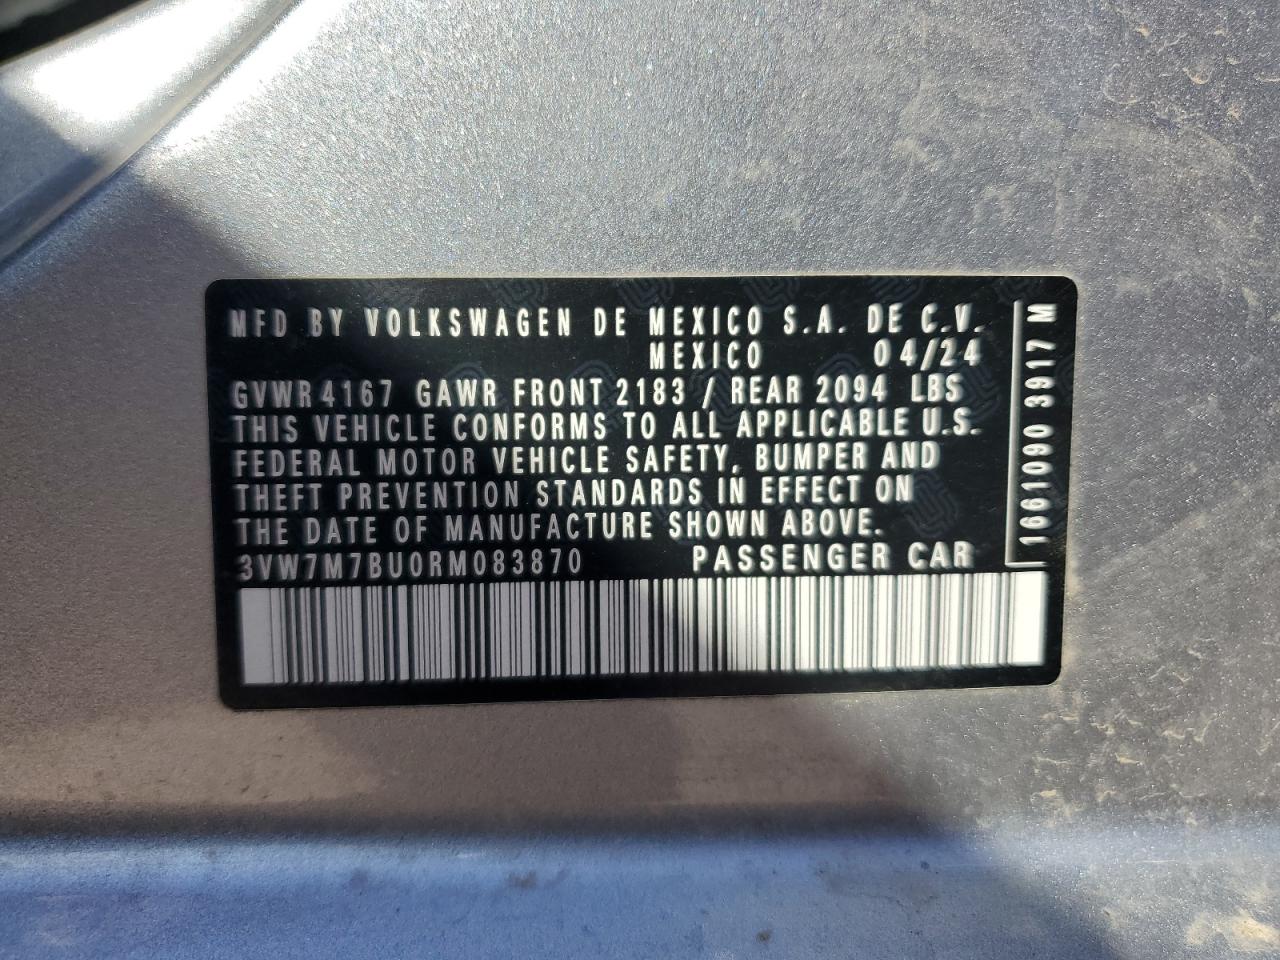 MFD BY VOLKSWAGEN DE MEXICO S.A. DE C.V.
MEXICO 04/24
GVWR 4167 GAWR FRONT 2183 / REAR 2094 LBS
THIS VEHICLE CONFORMS TO ALL APPLICABLE U.S.
FEDERAL MOTOR VEHICLE SAFETY, BUMPER AND
THEFT PREVENTION STANDARDS IN EFFECT ON
THE DATE OF MANUFACTURE SHOWN ABOVE.
3VW7M7BU0RM083870 PASSENGER CAR
1661090 3917 M